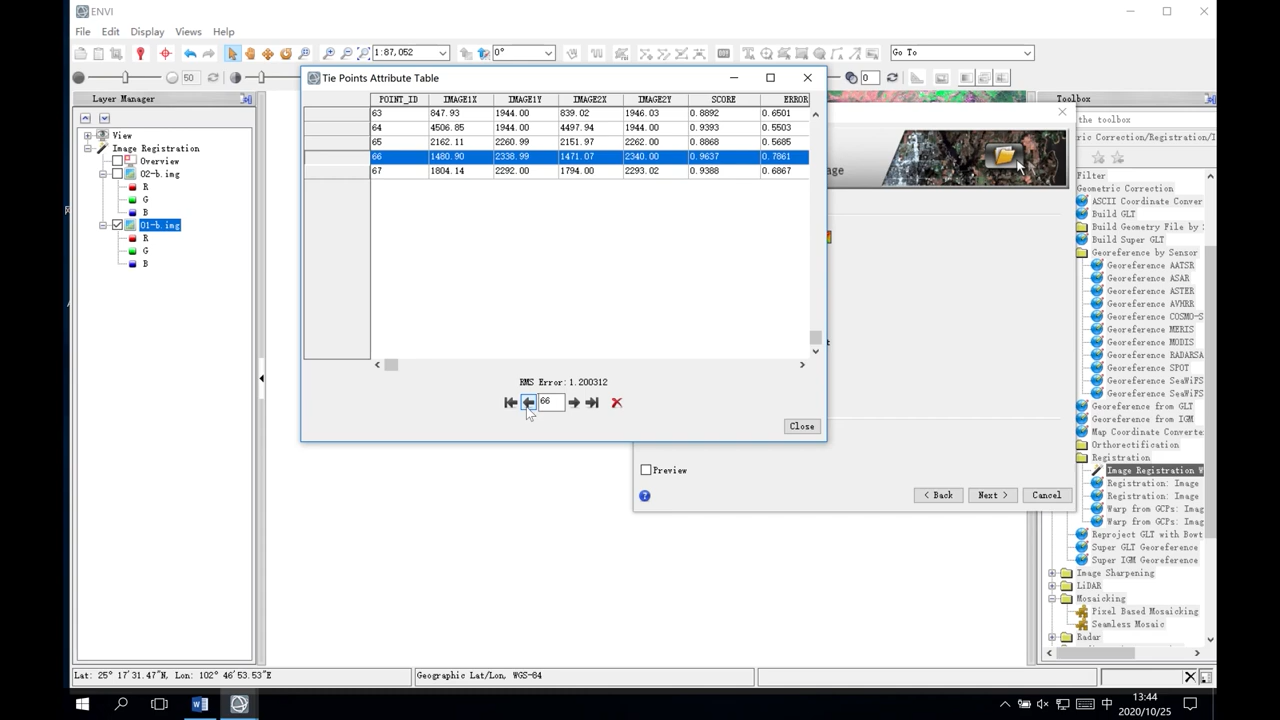 ENVI
File Edit Display Views Help
1:87,052 0° Go To
50 0
Tie Points Attribute Table
Layer Manager
View
Image Registration
Overview
02-b.img
R
G
B
01-b.img
R
G
B
POINT_ID IMAGE1X IMAGE1Y IMAGE2X IMAGE2Y SCORE ERROR
63 847.93 1944.00 839.02 1946.03 0.8892 0.6501
64 4506.85 1944.00 4497.94 1944.00 0.9393 0.5503
65 2162.11 2260.99 2151.97 2262.00 0.8868 0.5685
66 1480.90 2338.99 1471.07 2340.00 0.9637 0.7861
67 1804.14 2292.00 1794.00 2293.02 0.9388 0.6867
RMS Error:1.200312
66
Close
Preview
< Back Next > Cancel
Toolbox
the toolbox
ric Correction/Registration/I
Filter
Geometric Correction
ASCII Coordinate Conver
Build GLT
Build Geometry File by S
Build Super GLT
Georeference by Sensor
Georeference AATSR
Georeference ASAR
Georeference ASTER
Georeference AVHRR
Georeference COSMO-S
Georeference MERIS
Georeference MODIS
Georeference RADARSA
Georeference SPOT
Georeference SeaWiFS
Georeference SeaWiFS
Georeference from GLT
Georeference from IGM
Map Coordinate Converte
Orthorectification
Registration
Image Registration W
Registration: Image
Registration: Image
Warp from GCPs: Imag
Warp from GCPs: Imag
Reproject GLT with Bowt
Super GLT Georeference
Super IGM Georeference
Image Sharpening
LiDAR
Mosaicking
Pixel Based Mosaicking
Seamless Mosaic
Radar
Lat: 25° 17'31.47"N, Lon: 102° 46'53.53"E Geographic Lat/Lon, WGS-84
中
13:44
2020/10/25